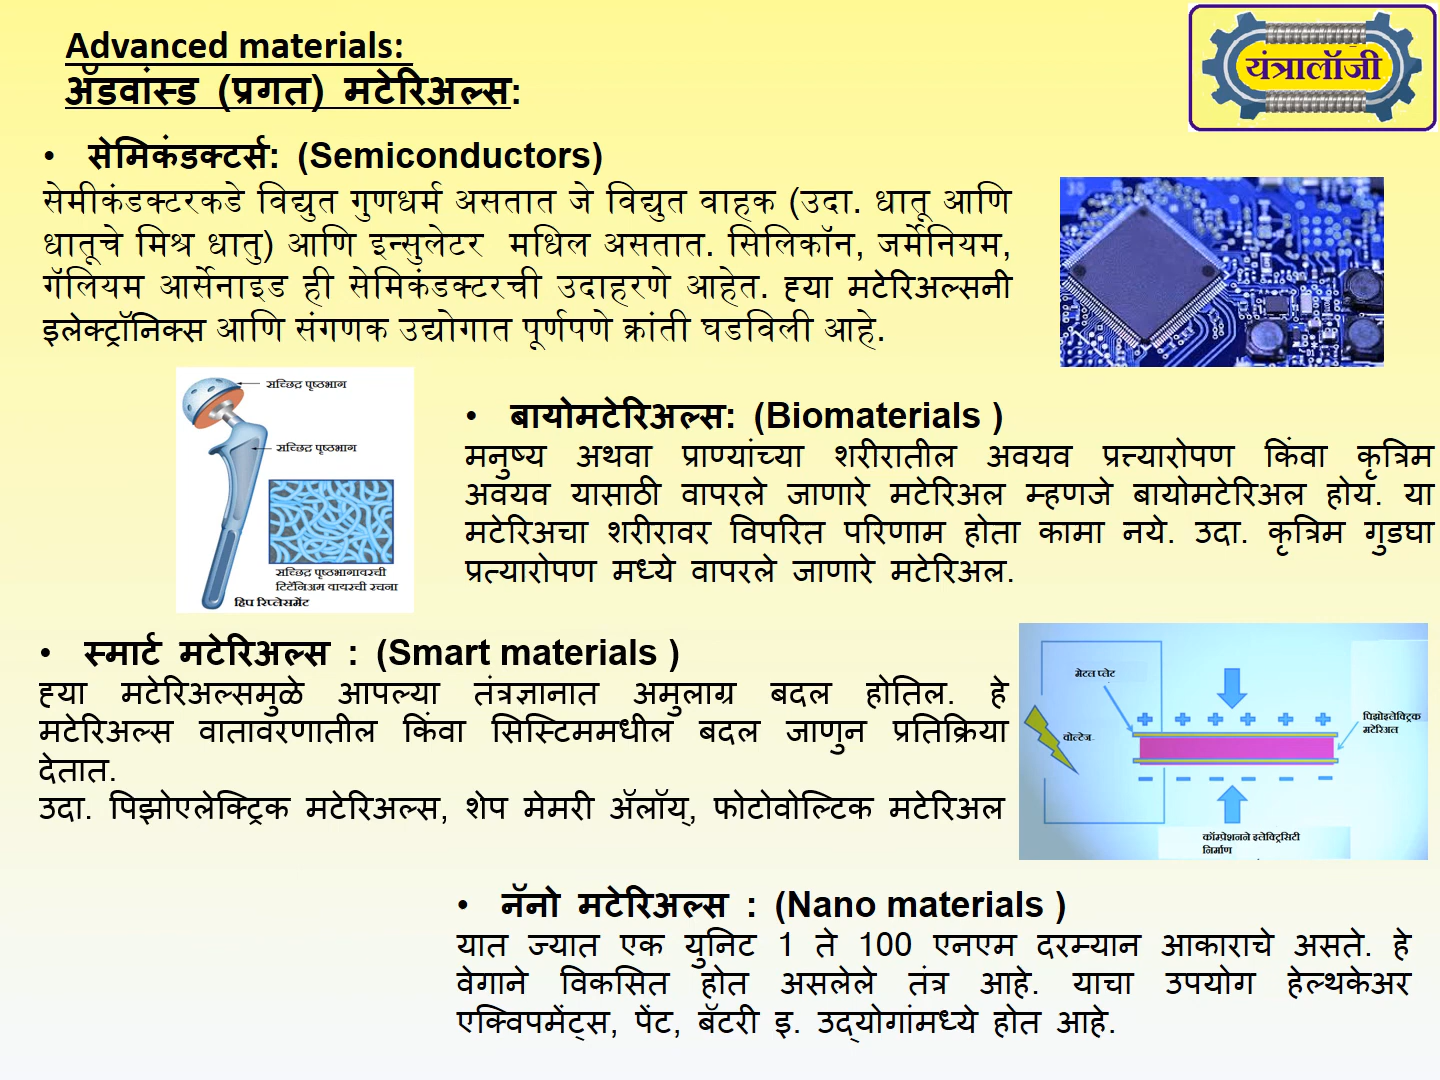 Advanced materials:
अ‍ॅडवांस्ड (प्रगत) मटेरिअल्स:
यंत्रालॉजी
• सेमिकंडक्टर्स: (Semiconductors)
सेमीकंडक्टरकडे विद्युत गुणधर्म असतात जे विद्युत वाहक (उदा. धातू आणि
धातूचे मिश्र धातु) आणि इन्सुलेटर मधिल असतात. सिलिकॉन, जर्मेनियम,
गॅलियम आर्सेनाइड ही सेमिकंडक्टरची उदाहरणे आहेत. ह्या मटेरिअल्सनी
इलेक्ट्रॉनिक्स आणि संगणक उद्योगात पूर्णपणे क्रांती घडविली आहे.
सच्छिद्र पृष्ठभाग
सच्छिद्र पृष्ठभाग
सच्छिद्र पृष्ठभागावरची
टिटॅनिअम वायरची रचना
हिप रिप्लेसमेंट
• बायोमटेरिअल्स: (Biomaterials )
मनुष्य अथवा प्राण्यांच्या शरीरातील अवयव प्रत्त्यारोपण किंवा कृत्रिम
अवयव यासाठी वापरले जाणारे मटेरिअल म्हणजे बायोमटेरिअल होय. या
मटेरिअचा शरीरावर विपरित परिणाम होता कामा नये. उदा. कृत्रिम गुडघा
प्रत्यारोपण मध्ये वापरले जाणारे मटेरिअल.
• स्मार्ट मटेरिअल्स : (Smart materials )
ह्या मटेरिअल्समुळे आपल्या तंत्रज्ञानात अमुलाग्र बदल होतिल. हे
मटेरिअल्स वातावरणातील किंवा सिस्टिममधील बदल जाणुन प्रतिक्रिया
देतात.
उदा. पिझोएलेक्ट्रिक मटेरिअल्स, शेप मेमरी अ‍ॅलॉय्, फोटोवोल्टिक मटेरिअल
मेटल प्लेट
पिझोइलेक्ट्रिक
मटेरिअल
वोल्टेज
कॉम्प्रेशनने इलेक्ट्रिसिटी
निर्माण
• नॅनो मटेरिअल्स : (Nano materials )
यात ज्यात एक युनिट 1 ते 100 एनएम दरम्यान आकाराचे असते. हे
वेगाने विकसित होत असलेले तंत्र आहे. याचा उपयोग हेल्थकेअर
एक्विपमेंट्स, पेंट, बॅटरी इ. उद्योगांमध्ये होत आहे.